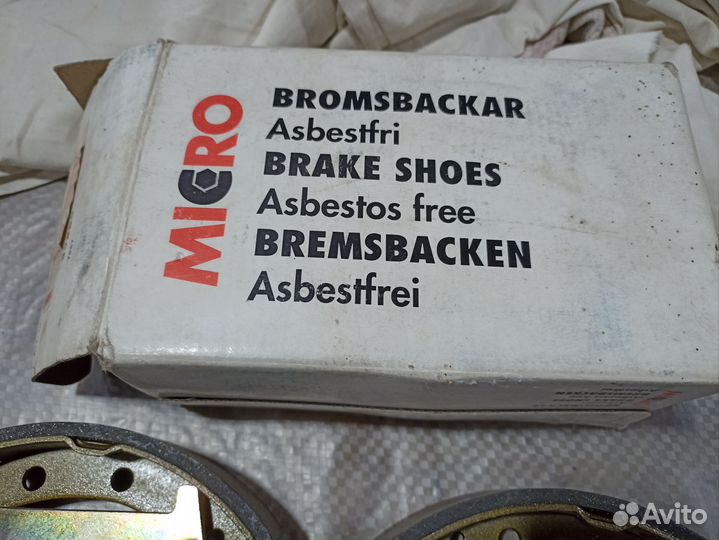 MICRO
BROMSBACKAR
Asbestfri
BRAKE SHOES
Asbestos free
BREMSBACKEN
Asbestfrei
Avito